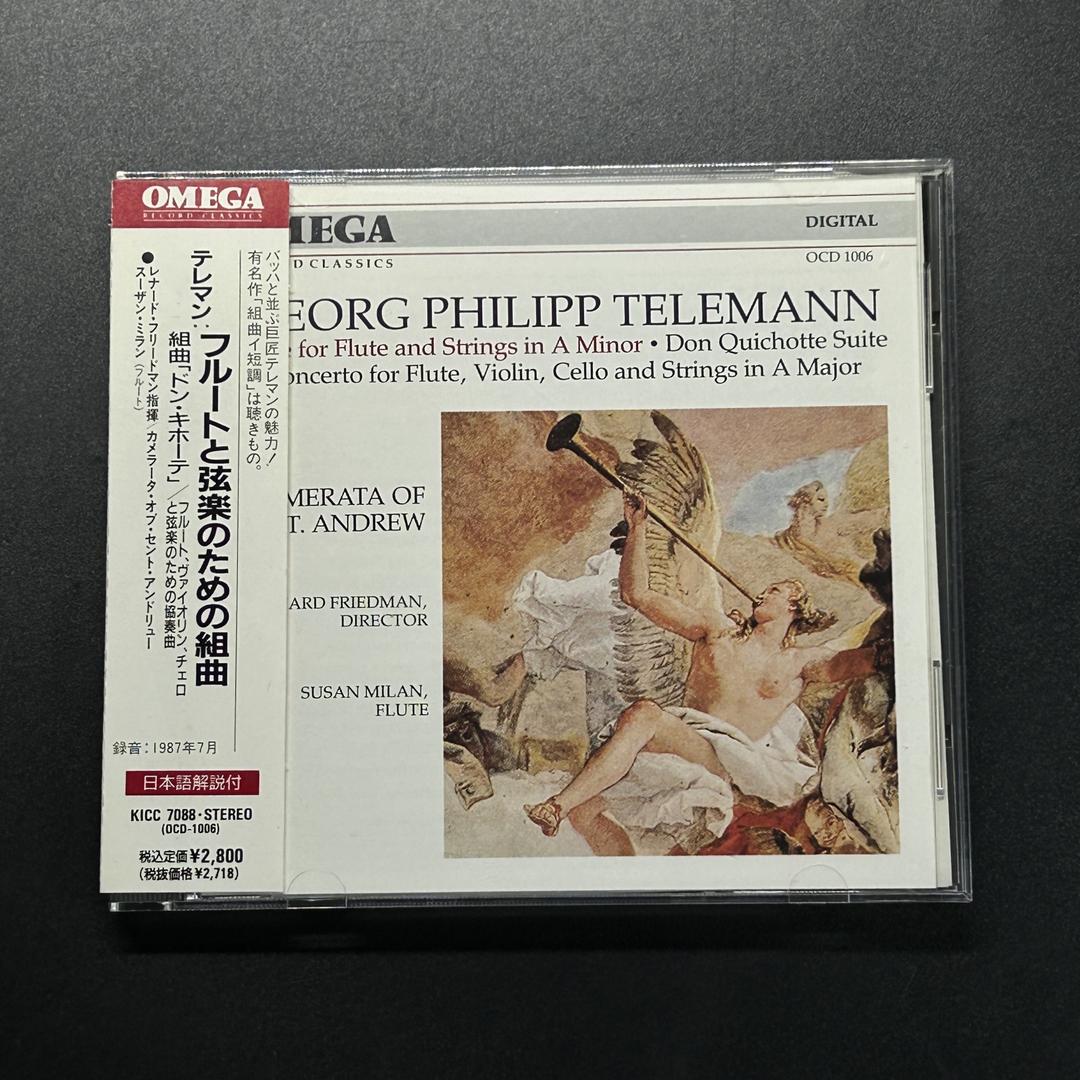 OMEGA
RECORD CLASSICS
バッハと並ぶ巨匠テレマンの魅力!
有名作「組曲イ短調」は聴きもの。
テレマン:フルートと弦楽のための組曲
組曲「ドン・キホーテ」/フルート、ヴァイオリン、チェロ
と弦楽のための協奏曲
●レナード・フリードマン指揮/カメラータ・オブ・セント・アンドリュー
スーザン・ミラン(フルート)
録音:1987年7月
日本語解説付
KICC 7088・STEREO
(OCD-1006)
税込定価¥2,800
(税抜価格¥2,718)
MEGA
D CLASSICS
DIGITAL
OCD 1006
EORG PHILIPP TELEMANN
e for Flute and Strings in A Minor • Don Quichotte Suite
oncerto for Flute, Violin, Cello and Strings in A Major
MERATA OF
T. ANDREW
ARD FRIEDMAN,
DIRECTOR
SUSAN MILAN,
FLUTE